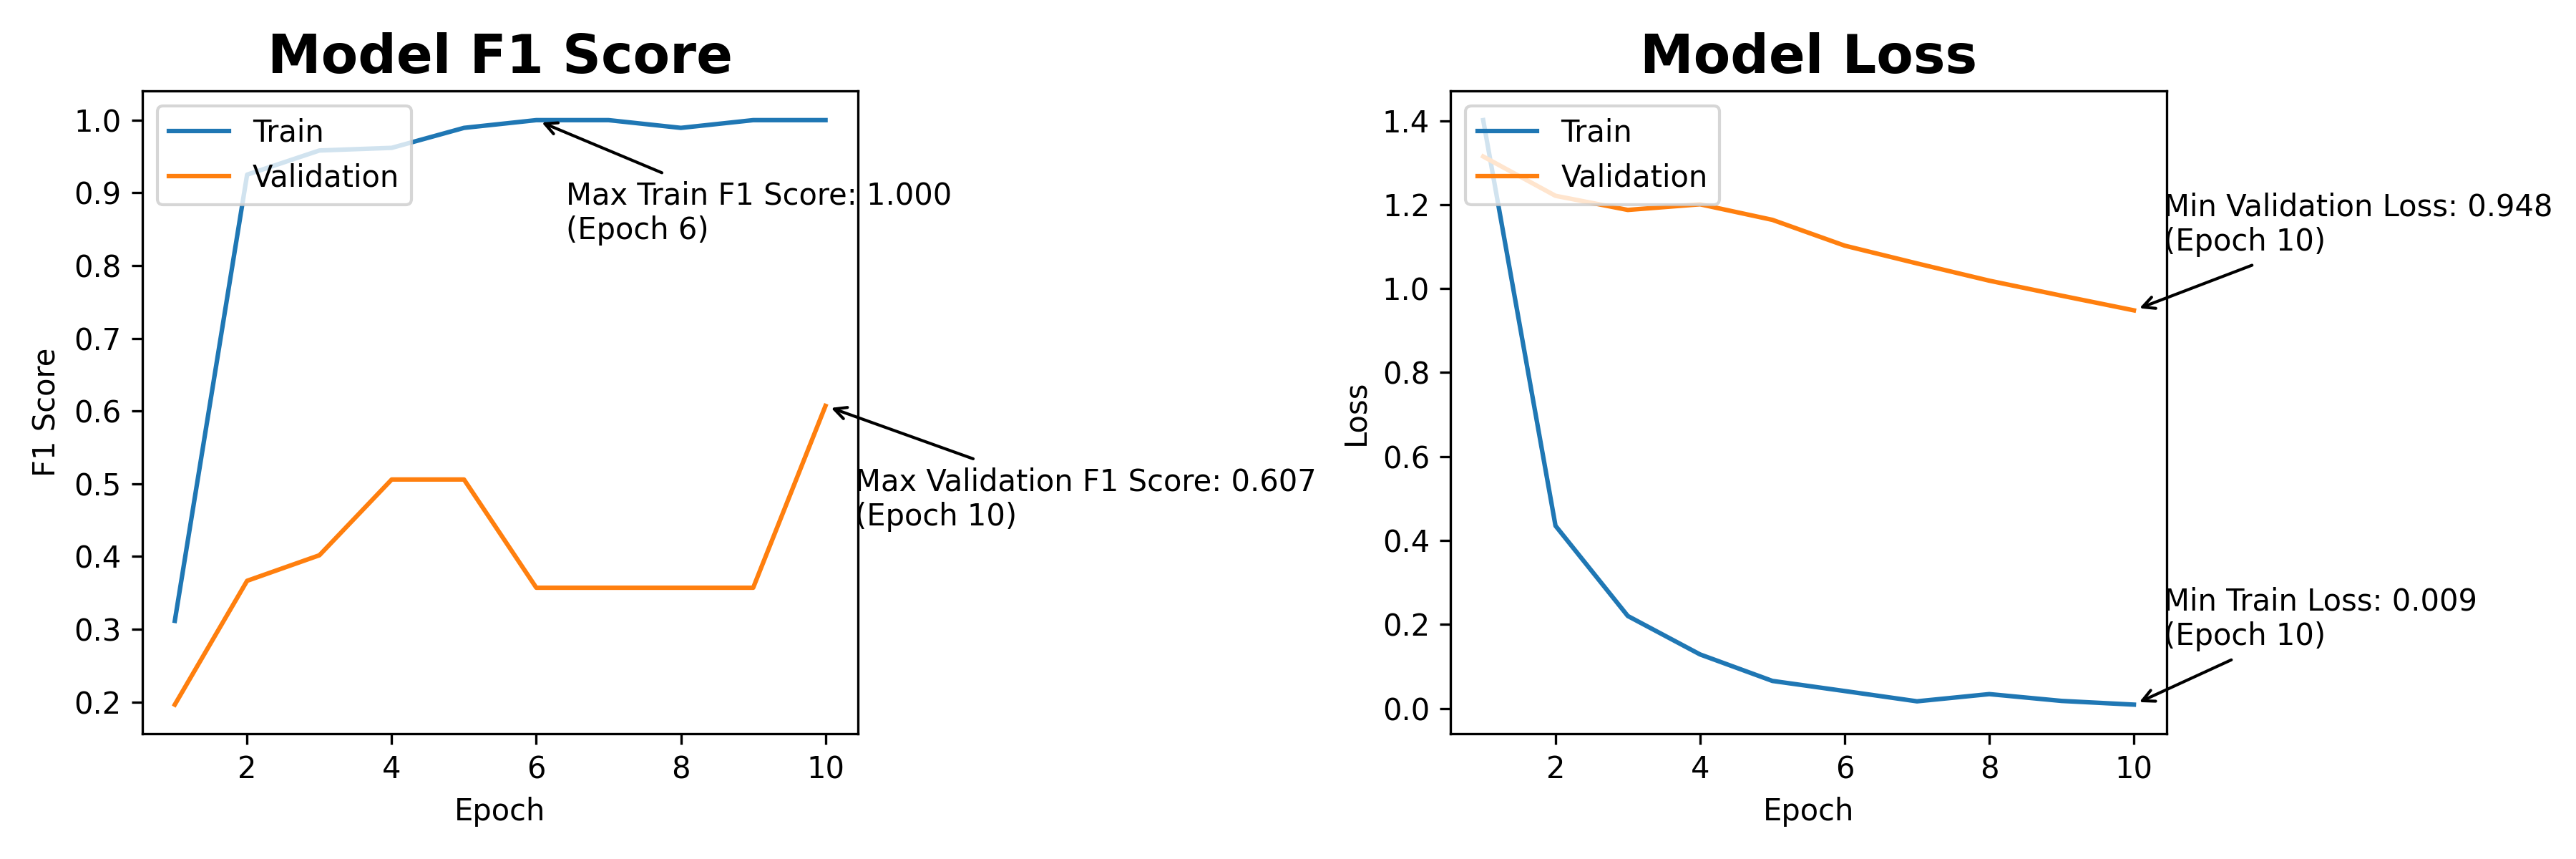 Model F1 Score
1.0
0.9
0.8
0.7
0.6
0.5
0.4
0.3
0.2
F1 Score
Train
Validation
Max Train F1 Score: 1.000
(Epoch 6)
Max Validation F1 Score: 0.607
(Epoch 10)
2 4 6 8 10
Epoch
Model Loss
1.4
1.2
1.0
0.8
0.6
0.4
0.2
0.0
Loss
Train
Validation
Min Validation Loss: 0.948
(Epoch 10)
Min Train Loss: 0.009
(Epoch 10)
2 4 6 8 10
Epoch